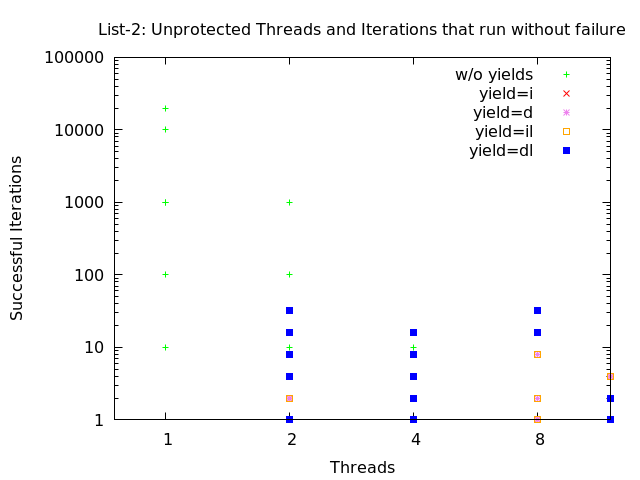 List-2: Unprotected Threads and Iterations that run without failure
w/o yields
yield=i
yield=d
yield=il
yield=dl
Successful Iterations
100000
10000
1000
100
10
1
1 2 4 8
Threads